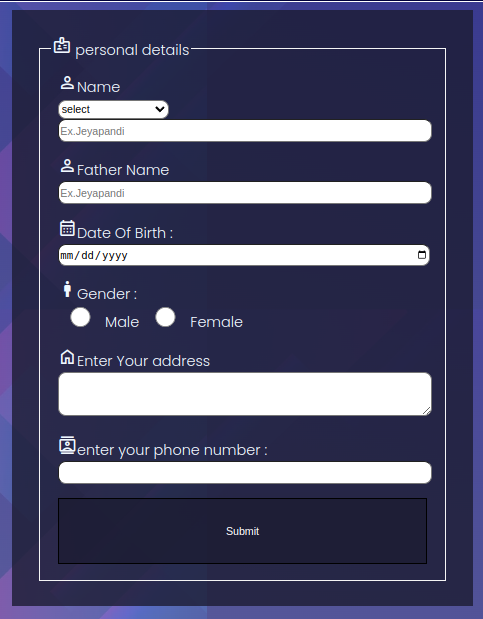 personal details
Name
select
Ex.Jeyapandi
Father Name
Ex.Jeyapandi
Date Of Birth :
mm/dd/yyyy
Gender :
Male Female
Enter Your address
enter your phone number :
Submit